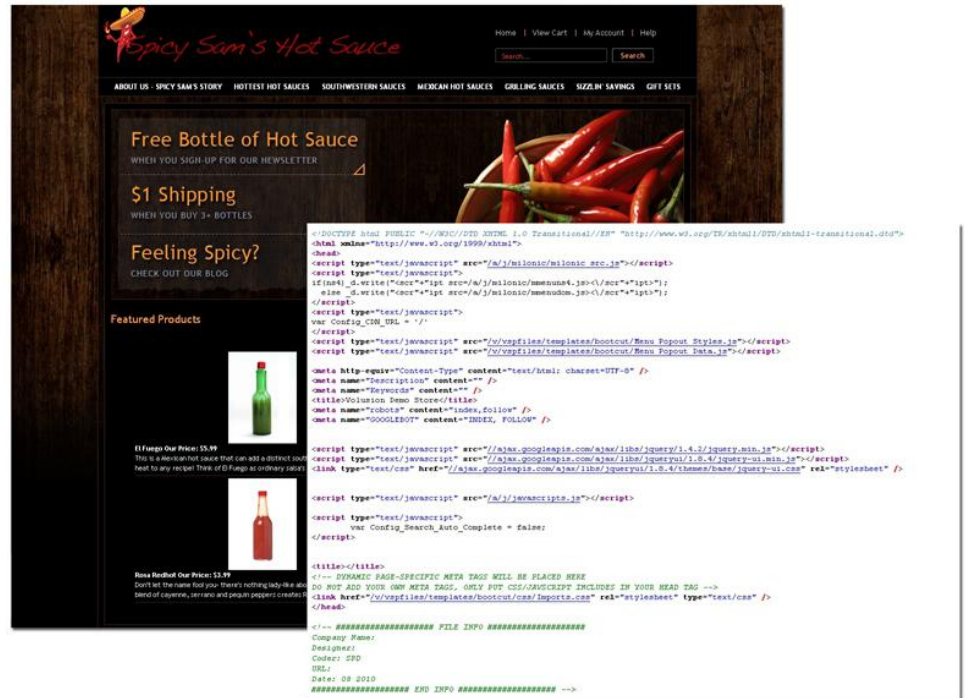 Spicy Sam's Hot Sauce
Home | View Cart | My Account | Help
Search...
Search
ABOUT US - SPICY SAM'S STORY HOTTEST HOT SAUCES SOUTHWESTERN SAUCES MEXICAN HOT SAUCES GRILLING SAUCES SIZZLIN' SAVINGS GIFT SETS
Free Bottle of Hot Sauce
WHEN YOU SIGN-UP FOR OUR NEWSLETTER
$1 Shipping
WHEN YOU BUY 3+ BOTTLES
Feeling Spicy?
CHECK OUT OUR BLOG
Featured Products
El Fuego Our Price: $5.99
This is a Mexican hot sauce that can add a distinct sout
heat to any recipe! Think of El Fuego as ordinary salsa's
Rosa Redhot Our Price: $3.99
Don't let the name fool you- there's nothing lady-like abo
blend of cayenne, serrano and pequin peppers creates R
<!DOCTYPE html PUBLIC "-//W3C//DTD XHTML 1.0 Transitional//EN" "http://www.w3.org/TR/xhtml1/DTD/xhtml1-transitional.dtd">
<html xmlns="http://www.w3.org/1999/xhtml">
<head>
<script type="text/javascript" src="/a/j/milonic/milonic_src.js"></script>
<script type="text/javascript">
if(ns4)_d.write("<scr"+"ipt src=/a/j/milonic/mmenuns4.js><\/scr"+"ipt>");
else _d.write("<scr"+"ipt src=/a/j/milonic/mmenudom.js><\/scr"+"ipt>");
</script>
<script type="text/javascript">
var Config_CDN_URL = '/'
</script>
<script type="text/javascript" src="/v/vspfiles/templates/bootcut/Menu_Popout_Styles.js"></script>
<script type="text/javascript" src="/v/vspfiles/templates/bootcut/Menu_Popout_Data.js"></script>
<meta http-equiv="Content-Type" content="text/html; charset=UTF-8" />
<meta name="Description" content="" />
<meta name="Keywords" content="" />
<title>Volusion Demo Store</title>
<meta name="robots" content="index,follow" />
<meta name="GOOGLEBOT" content="INDEX, FOLLOW" />
<script type="text/javascript" src="//ajax.googleapis.com/ajax/libs/jquery/1.4.2/jquery.min.js"></script>
<script type="text/javascript" src="//ajax.googleapis.com/ajax/libs/jqueryui/1.8.4/jquery-ui.min.js"></script>
<link type="text/css" href="//ajax.googleapis.com/ajax/libs/jqueryui/1.8.4/themes/base/jquery-ui.css" rel="stylesheet" />
<script type="text/javascript" src="/a/j/javascripts.js"></script>
<script type="text/javascript">
var Config_Search_Auto_Complete = false;
</script>
<title></title>
<!-- DYNAMIC PAGE-SPECIFIC META TAGS WILL BE PLACED HERE
DO NOT ADD YOUR OWN META TAGS, ONLY PUT CSS/JAVSCRIPT INCLUDES IN YOUR HEAD TAG -->
<link href="/v/vspfiles/templates/bootcut/css/Imports.css" rel="stylesheet" type="text/css" />
</head>
<!-- #################### FILE INFO ####################
Company Name:
Designer:
Coder: SPD
URL:
Date: 08 2010
#################### END INFO #################### -->